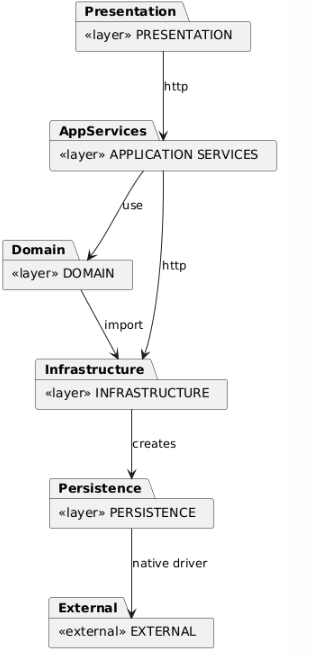 Presentation
«layer» PRESENTATION
http
AppServices
«layer» APPLICATION SERVICES
use
Domain
«layer» DOMAIN
http
import
Infrastructure
«layer» INFRASTRUCTURE
creates
Persistence
«layer» PERSISTENCE
native driver
External
«external» EXTERNAL